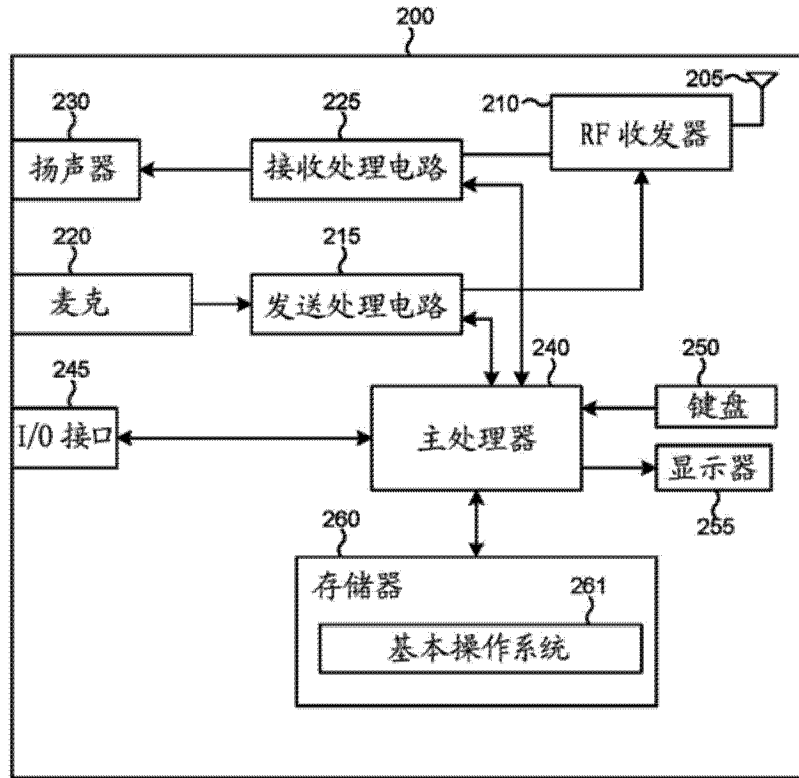 200
205
230
225
210
RF 收发器
扬声器
接收处理电路
220
215
麦克
发送处理电路
245
240
250
I/O 接口
主处理器
键盘
显示器
255
260
存储器
261
基本操作系统